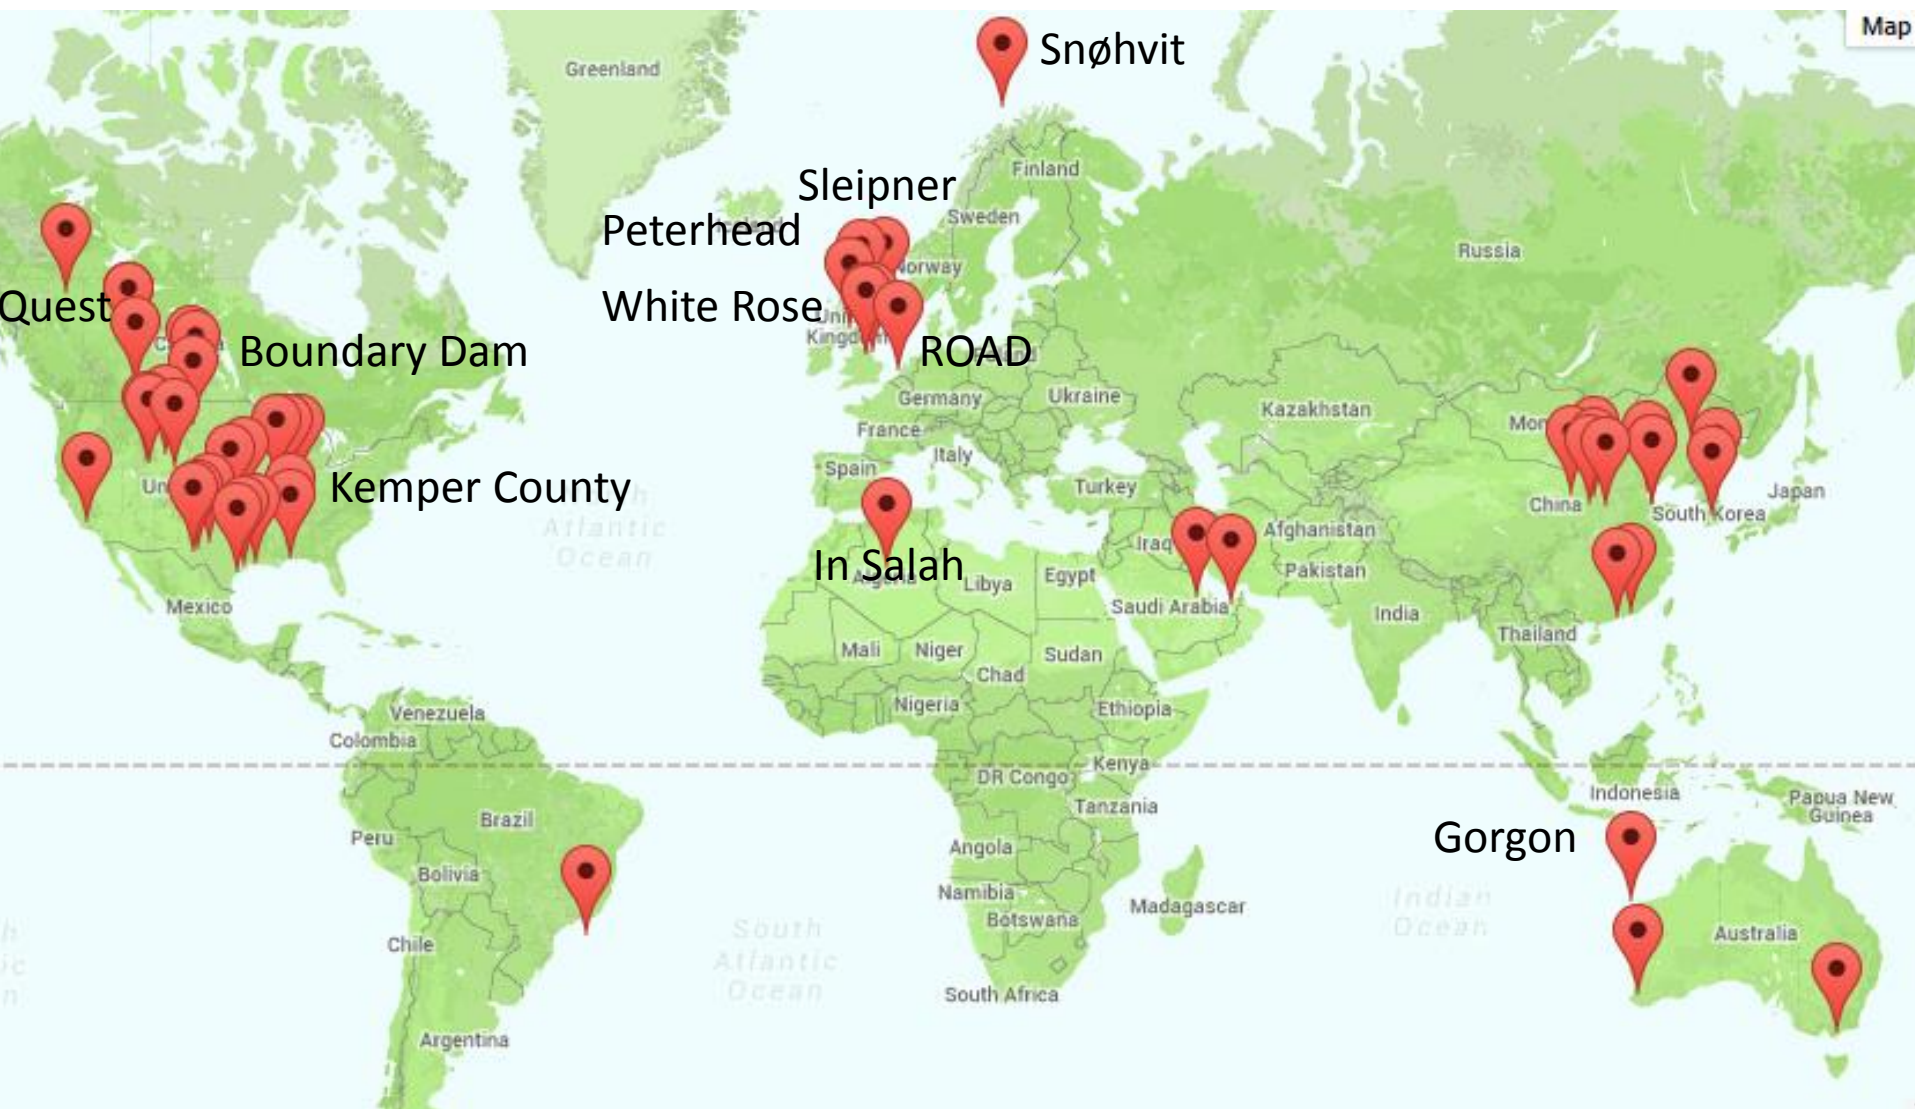 Map
Snøhvit
Greenland
Finland
Sleipner
Sweden
Peterhead
Iceland
Russia
Norway
Quest
White Rose
United
Kingdom
Boundary Dam
ROAD
Germany
Ukraine
Kazakhstan
France
Italy
Spain
Turkey
Kemper County
Japan
China
South Korea
Atlantic
Ocean
Afghanistan
Iraq
In Salah
Algeria
Libya
Egypt
Pakistan
Mexico
Saudi Arabia
India
Thailand
Mali
Niger
Sudan
Chad
Nigeria
Ethiopia
Venezuela
Colombia
Kenya
DR Congo
Indonesia
Papua New
Guinea
Tanzania
Brazil
Peru
Gorgon
Angola
Bolivia
Namibia
Botswana
Madagascar
Indian
Ocean
South
Atlantic
Ocean
Chile
Australia
South Africa
Argentina